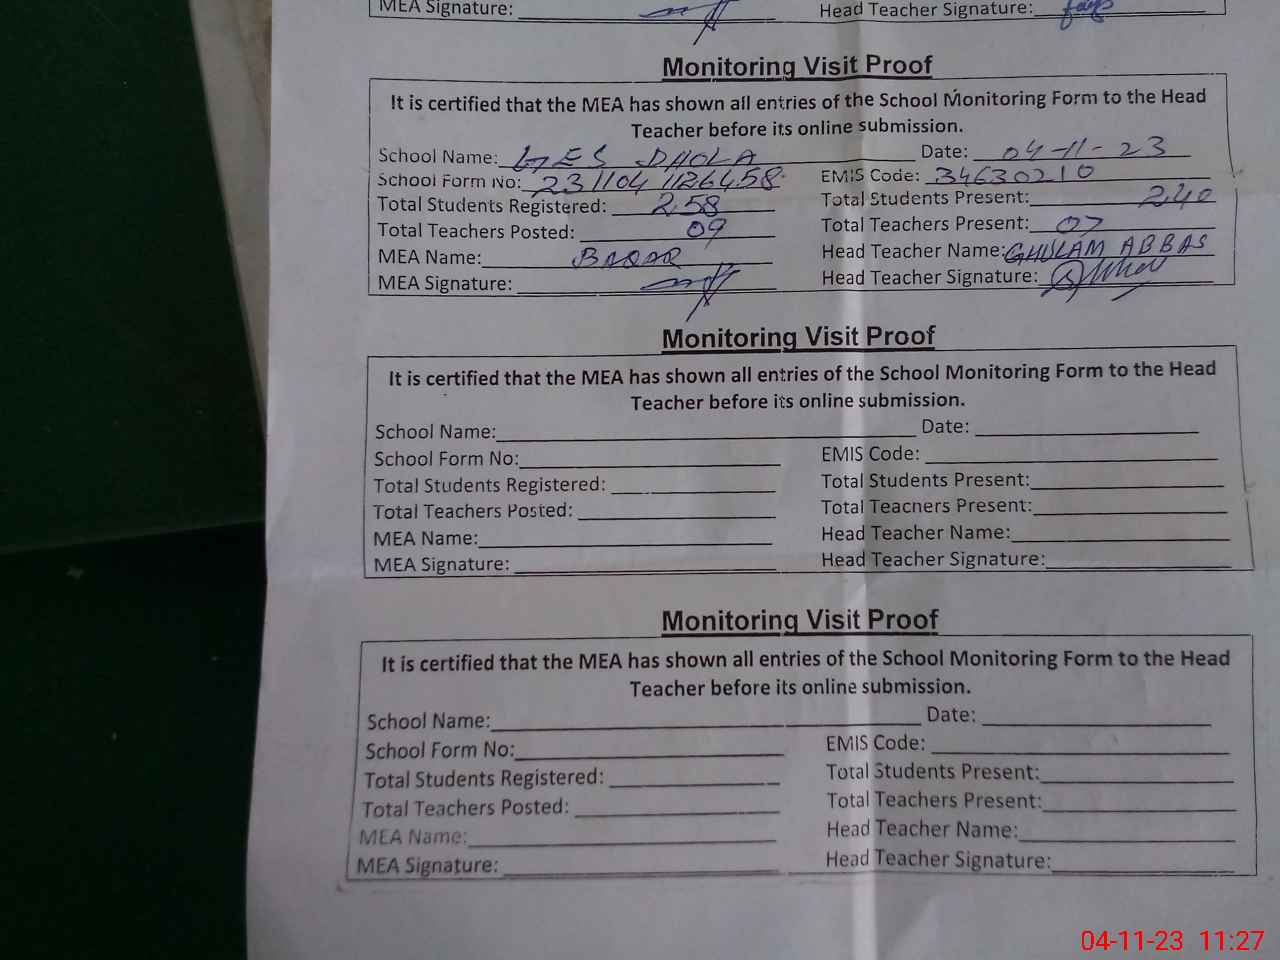 MEA Signature: Head Teacher Signature:
Monitoring Visit Proof
It is certified that the MEA has shown all entries of the School Monitoring Form to the Head
Teacher before its online submission.
School Name: GES DHOLA Date: 04-11-23
School Form No: 231104 1126458 EMIS Code: 34630210
Total Students Registered: 258 Total Students Present: 240
Total Teachers Posted: 09 Total Teachers Present: 07
MEA Name: BAQAR Head Teacher Name: GHULAM ABBAS
MEA Signature: Head Teacher Signature:
Monitoring Visit Proof
It is certified that the MEA has shown all entries of the School Monitoring Form to the Head
Teacher before its online submission.
School Name: Date:
School Form No: EMIS Code:
Total Students Registered: Total Students Present:
Total Teachers Posted: Total Teachers Present:
MEA Name: Head Teacher Name:
MEA Signature: Head Teacher Signature:
Monitoring Visit Proof
It is certified that the MEA has shown all entries of the School Monitoring Form to the Head
Teacher before its online submission.
School Name: Date:
School Form No: EMIS Code:
Total Students Registered: Total Students Present:
Total Teachers Posted: Total Teachers Present:
MEA Name: Head Teacher Name:
MEA Signature: Head Teacher Signature:
04-11-23 11:27